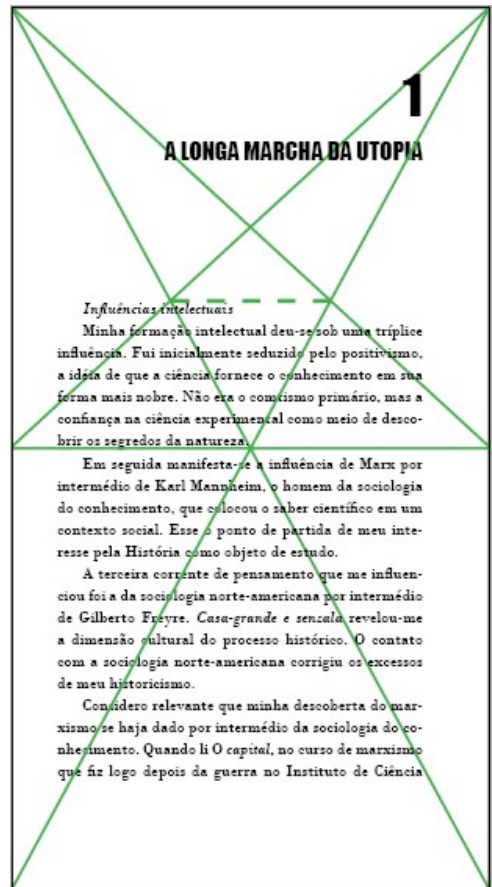 1
A LONGA MARCHA DA UTOPIA
Influências intelectuais
Minha formação intelectual deu-se sob uma tríplice
influência. Fui inicialmente seduzido pelo positivismo,
a idéia de que a ciência fornece o conhecimento em sua
forma mais nobre. Não era o comtismo primário, mas a
confiança na ciência experimental como meio de desco-
brir os segredos da natureza.
Em seguida manifesta-se a influência de Marx por
intermédio de Karl Mannheim, o homem da sociologia
do conhecimento, que colocou o saber científico em um
contexto social. Esse o ponto de partida de meu inte-
resse pela História como objeto de estudo.
A terceira corrente de pensamento que me influen-
ciou foi a da sociologia norte-americana por intermédio
de Gilberto Freyre. Casa-grande e senzala revelou-me
a dimensão cultural do processo histórico. O contato
com a sociologia norte-americana corrigiu os excessos
de meu historicismo.
Considero relevante que minha descoberta do mar-
xismo se haja dado por intermédio da sociologia do co-
nhecimento. Quando li O capital, no curso de marxismo
que fiz logo depois da guerra no Instituto de Ciência